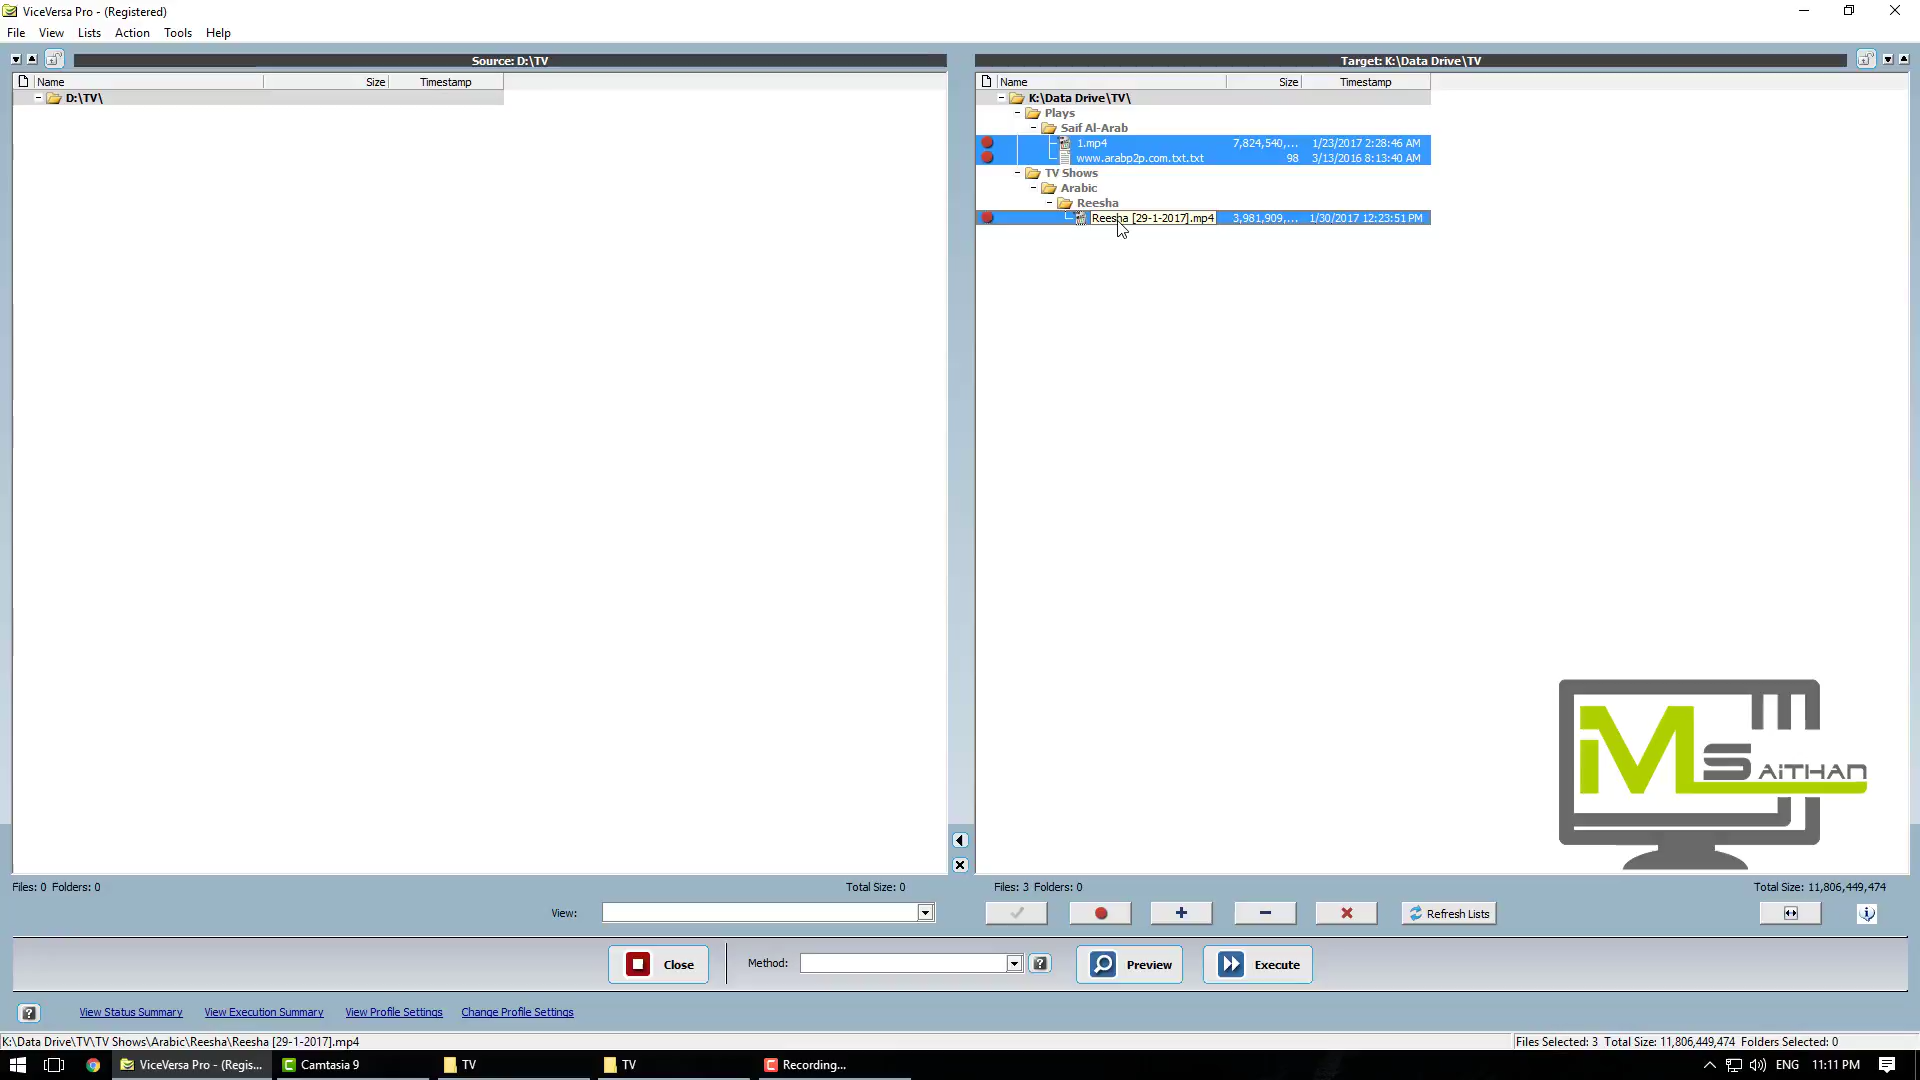 ViceVersa Pro - (Registered)
File View Lists Action Tools Help
Source: D:\TV
Target: K:\Data Drive\TV
Name Size Timestamp
Name Size Timestamp
D:\TV\
K:\Data Drive\TV\
Plays
Saif Al-Arab
1.mp4 7,824,540,... 1/23/2017 2:28:46 AM
www.arabp2p.com.txt.txt 98 3/13/2016 8:13:40 AM
TV Shows
Arabic
Reesha
Reesha [29-1-2017].mp4 3,981,909,... 1/30/2017 12:23:51 PM
iMSAiTHAN
Files: 0 Folders: 0 Total Size: 0
Files: 3 Folders: 0 Total Size: 11,806,449,474
View:
Refresh Lists
Close Method: Preview Execute
View Status Summary View Execution Summary View Profile Settings Change Profile Settings
K:\Data Drive\TV\TV Shows\Arabic\Reesha\Reesha [29-1-2017].mp4
Files Selected: 3 Total Size: 11,806,449,474 Folders Selected: 0
ViceVersa Pro - (Regis... Camtasia 9 TV TV Recording... ENG 11:11 PM